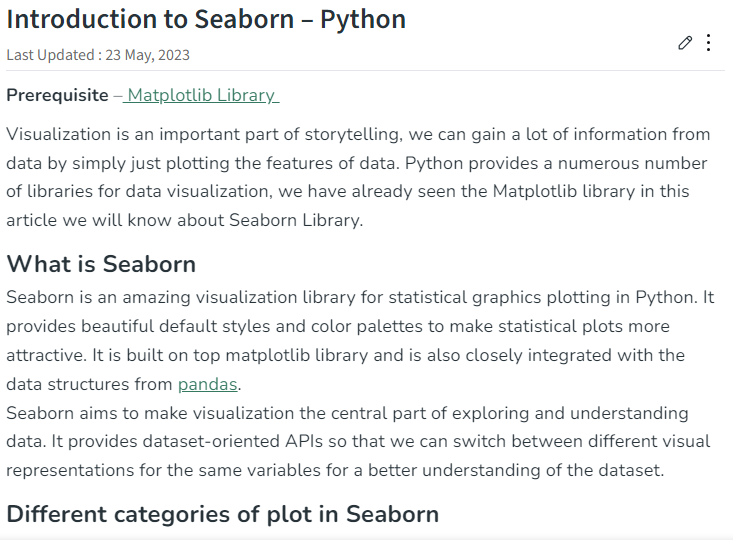 Introduction to Seaborn – Python
Last Updated : 23 May, 2023
Prerequisite – Matplotlib Library
Visualization is an important part of storytelling, we can gain a lot of information from
data by simply just plotting the features of data. Python provides a numerous number
of libraries for data visualization, we have already seen the Matplotlib library in this
article we will know about Seaborn Library.
What is Seaborn
Seaborn is an amazing visualization library for statistical graphics plotting in Python. It
provides beautiful default styles and color palettes to make statistical plots more
attractive. It is built on top matplotlib library and is also closely integrated with the
data structures from pandas.
Seaborn aims to make visualization the central part of exploring and understanding
data. It provides dataset-oriented APIs so that we can switch between different visual
representations for the same variables for a better understanding of the dataset.
Different categories of plot in Seaborn